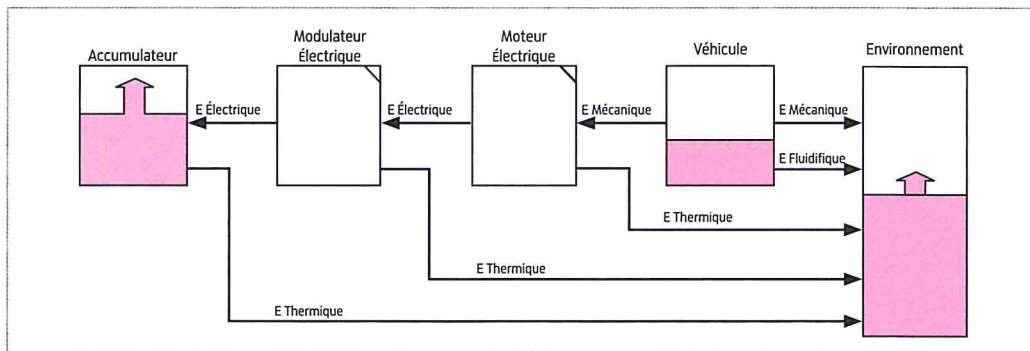 Accumulateur
Modulateur
Électrique
Moteur
Électrique
Véhicule
Environnement
E Électrique
E Électrique
E Mécanique
E Mécanique
E Fluidifique
E Thermique
E Thermique
E Thermique